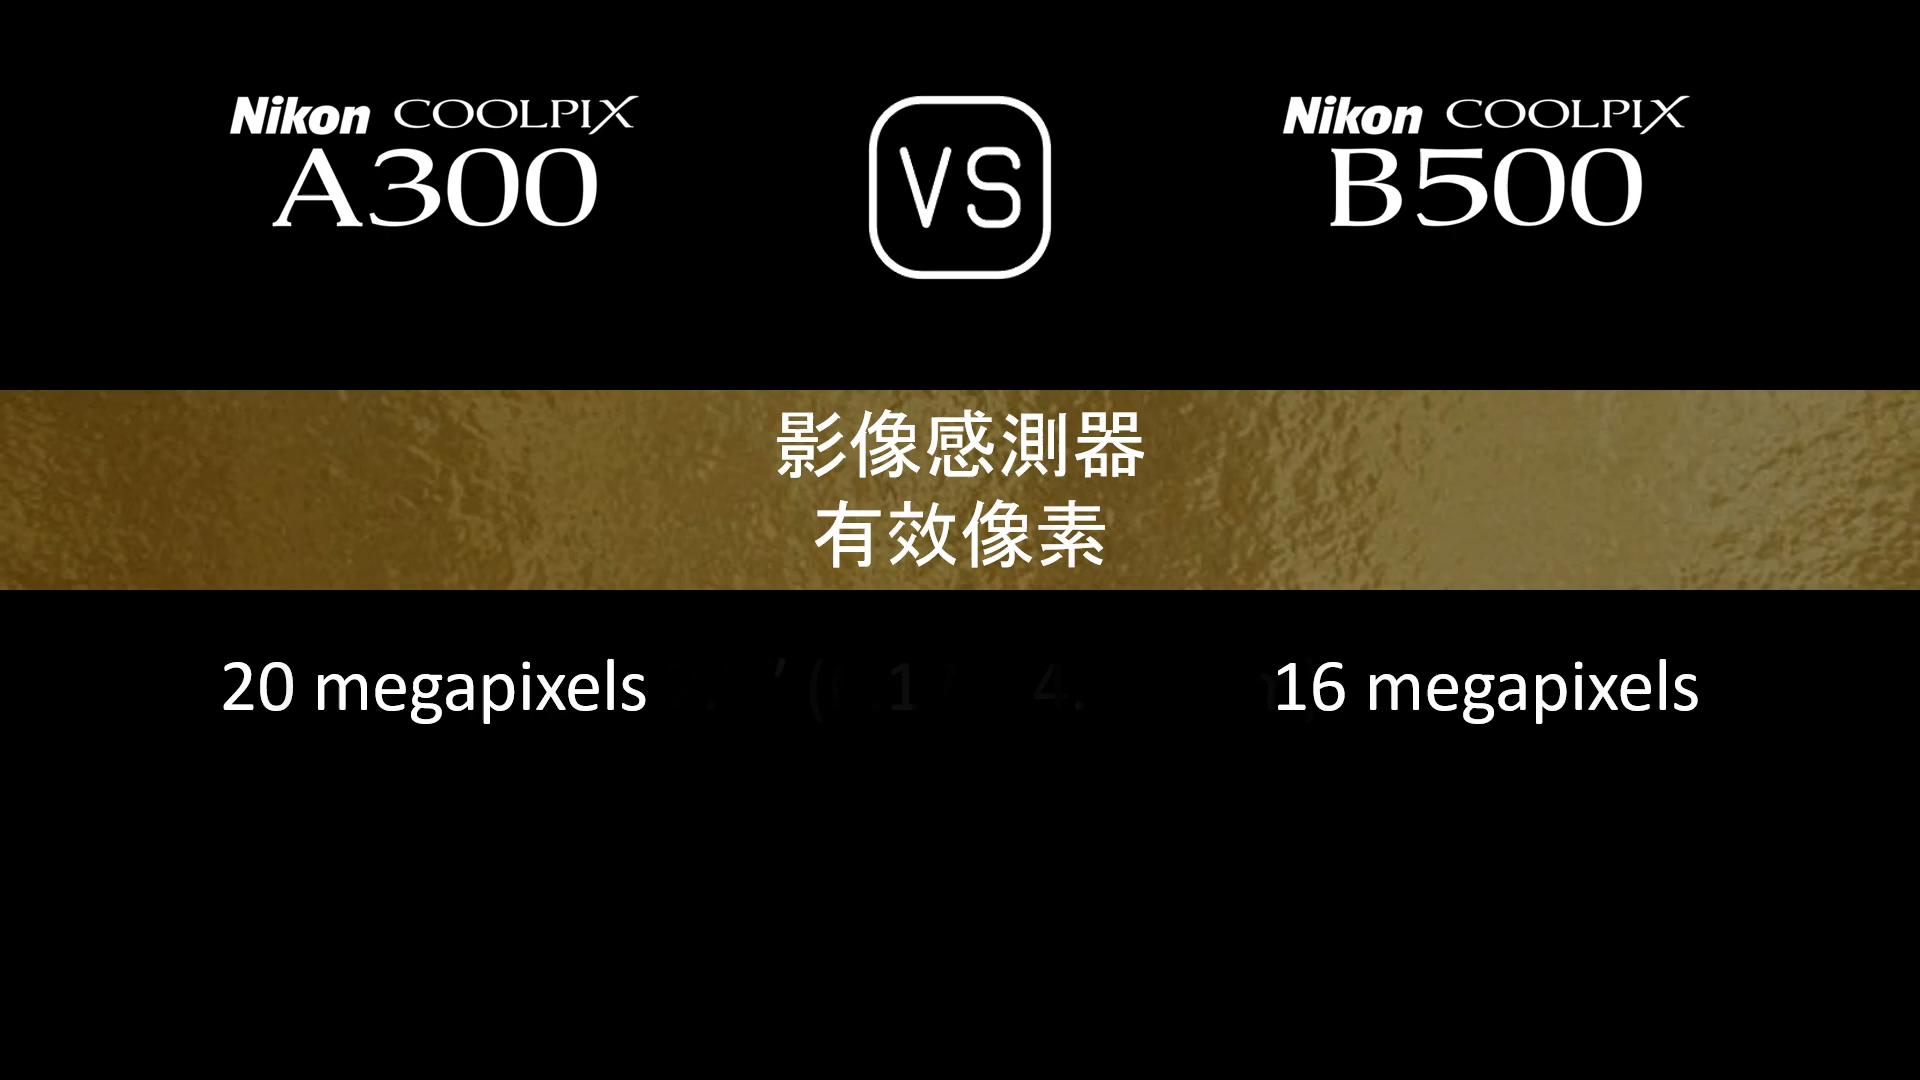 Nikon COOLPIX
A300
VS
Nikon COOLPIX
B500
影像感測器
有效像素
20 megapixels
16 megapixels